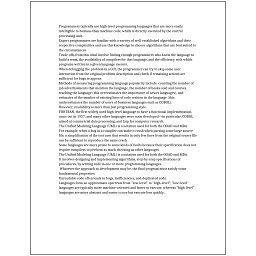 Programmers typically use high-level programming languages that are more easily
intelligible to humans than machine code, which is directly executed by the central
processing unit.
Expert programmers are familiar with a variety of well-established algorithms and their
respective complexities and use this knowledge to choose algorithms that are best suited to
the circumstances.
Trade-offs from this ideal involve finding enough programmers who know the language to
build a team, the availability of compilers for that language, and the efficiency with which
programs written in a given language execute.
When debugging the problem in a GUI, the programmer can try to skip some user
interaction from the original problem description and check if remaining actions are
sufficient for bugs to appear.
Methods of measuring programming language popularity include: counting the number of
job advertisements that mention the language, the number of books sold and courses
teaching the language (this overestimates the importance of newer languages), and
estimates of the number of existing lines of code written in the language (this
underestimates the number of users of business languages such as COBOL).
However, readability is more than just programming style.
FORTRAN, the first widely used high-level language to have a functional implementation,
came out in 1957, and many other languages were soon developed—in particular, COBOL
aimed at commercial data processing, and Lisp for computer research.
The Unified Modeling Language (UML) is a notation used for both the OOAD and MDA.
For example, when a bug in a compiler can make it crash when parsing some large source
file, a simplification of the test case that results in only few lines from the original source file
can be sufficient to reproduce the same crash.
Some languages are more prone to some kinds of faults because their specification does not
require compilers to perform as much checking as other languages.
The Unified Modeling Language (UML) is a notation used for both the OOAD and MDA.
It involves designing and implementing algorithms, step-by-step specifications of
procedures, by writing code in one or more programming languages.
Whatever the approach to development may be, the final program must satisfy some
fundamental properties.
Unreadable code often leads to bugs, inefficiencies, and duplicated code.
Languages form an approximate spectrum from "low-level" to "high-level"; "low-level"
languages are typically more machine-oriented and faster to execute, whereas "high-level"
languages are more abstract and easier to use but execute less quickly.